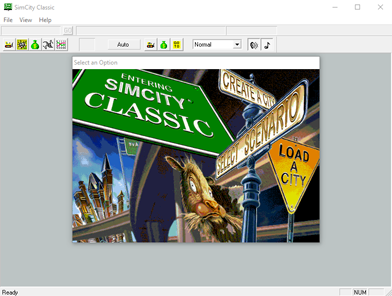 SimCity Classic
File View Help
Auto
Normal
Select an Option
ENTERING
SIMCITY
CLASSIC
CREATE A CITY
SELECT SCENARIO
LOAD
A
CITY
Ready
NUM